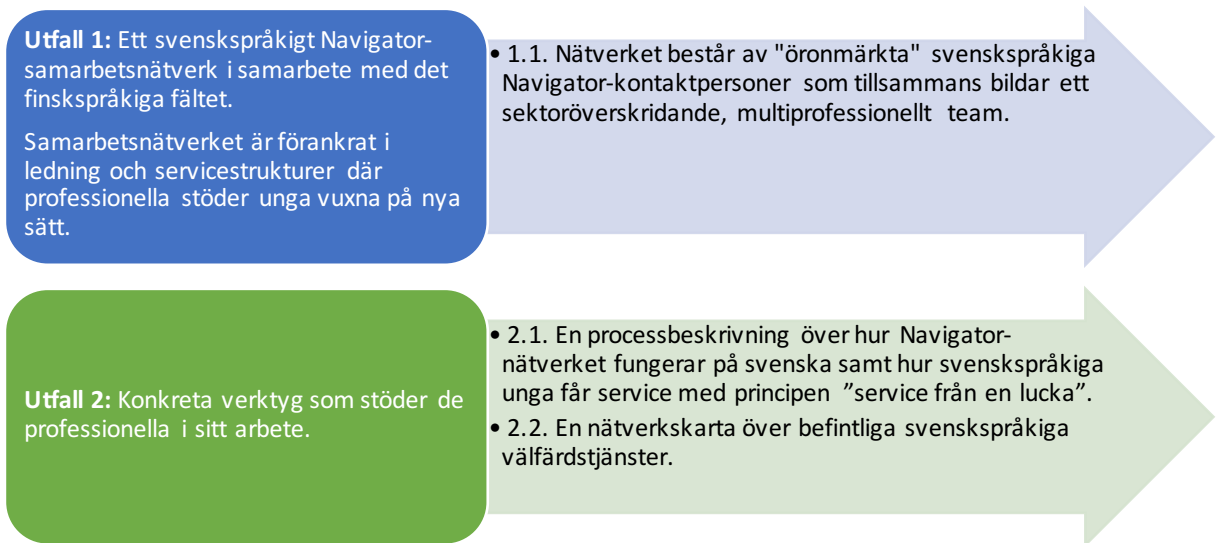 Utfall 1: Ett svenskspråkigt Navigator-
samarbetsnätverk i samarbete med det
finskspråkiga fältet.
Samarbetsnätverket är förankrat i
ledning och servicestrukturer där
professionella stöder unga vuxna på nya
sätt.
• 1.1. Nätverket består av "öronmärkta" svenskspråkiga
Navigator-kontaktpersoner som tillsammans bildar ett
sektoröverskridande, multiprofessionellt team.
Utfall 2: Konkreta verktyg som stöder de
professionella i sitt arbete.
• 2.1. En processbeskrivning över hur Navigator-
nätverket fungerar på svenska samt hur svenskspråkiga
unga får service med principen ”service från en lucka”.
• 2.2. En nätverkskarta över befintliga svenskspråkiga
välfärdstjänster.